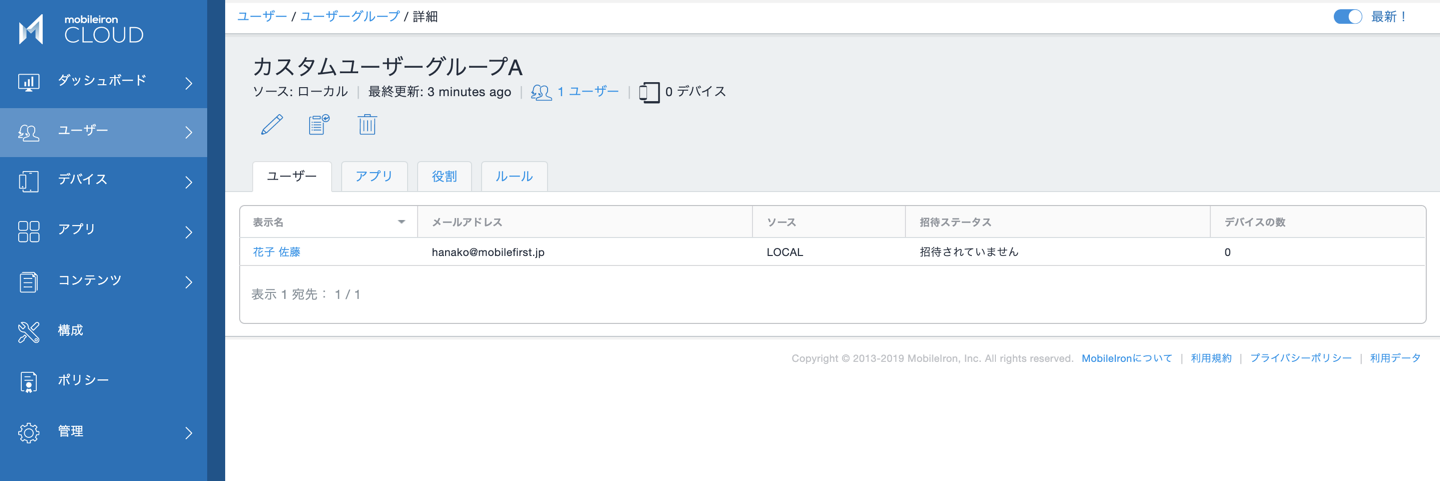 mobileiron
CLOUD
ダッシュボード
ユーザー
デバイス
アプリ
コンテンツ
構成
ポリシー
管理
ユーザー / ユーザーグループ / 詳細
最新！
カスタムユーザーグループA
ソース: ローカル | 最終更新: 3 minutes ago | 1 ユーザー | 0 デバイス
ユーザー アプリ 役割 ルール
表示名 メールアドレス ソース 招待ステータス デバイスの数
花子 佐藤 hanako@mobilefirst.jp LOCAL 招待されていません 0
表示 1 宛先： 1 / 1
Copyright © 2013-2019 MobileIron, Inc. All rights reserved. MobileIronについて | 利用規約 | プライバシーポリシー | 利用データ